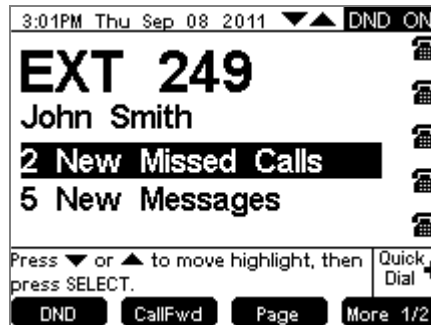 3:01PM Thu Sep 08 2011 ▼▲ DND ON
EXT 249
John Smith
2 New Missed Calls
5 New Messages
Press ▼ or ▲ to move highlight, then
press SELECT.
Quick
Dial
DND CallFwd Page More 1/2